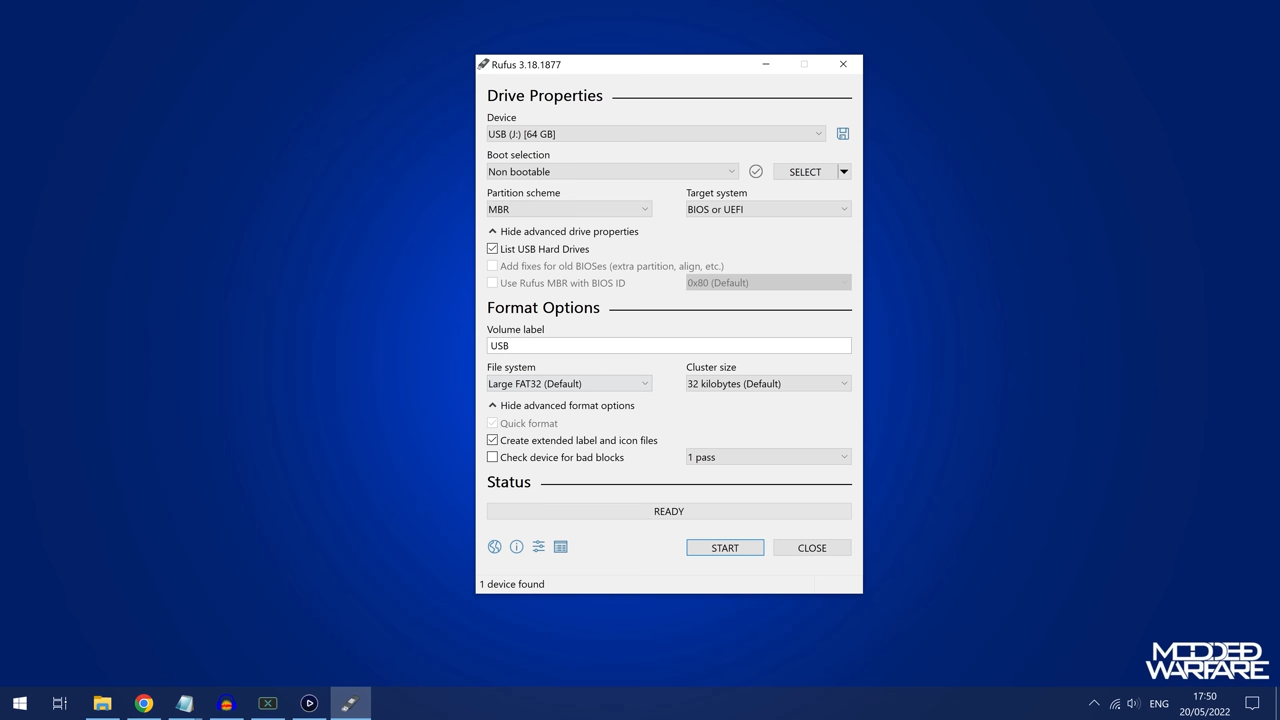 Rufus 3.18.1877
Drive Properties
Device
USB (J:) [64 GB]
Boot selection
Non bootable
SELECT
Partition scheme
Target system
MBR
BIOS or UEFI
Hide advanced drive properties
List USB Hard Drives
Add fixes for old BIOSes (extra partition, align, etc.)
Use Rufus MBR with BIOS ID
0x80 (Default)
Format Options
Volume label
USB
File system
Cluster size
Large FAT32 (Default)
32 kilobytes (Default)
Hide advanced format options
Quick format
Create extended label and icon files
Check device for bad blocks
1 pass
Status
READY
START
CLOSE
1 device found
MODDED
WARFARE
ENG
17:50
20/05/2022